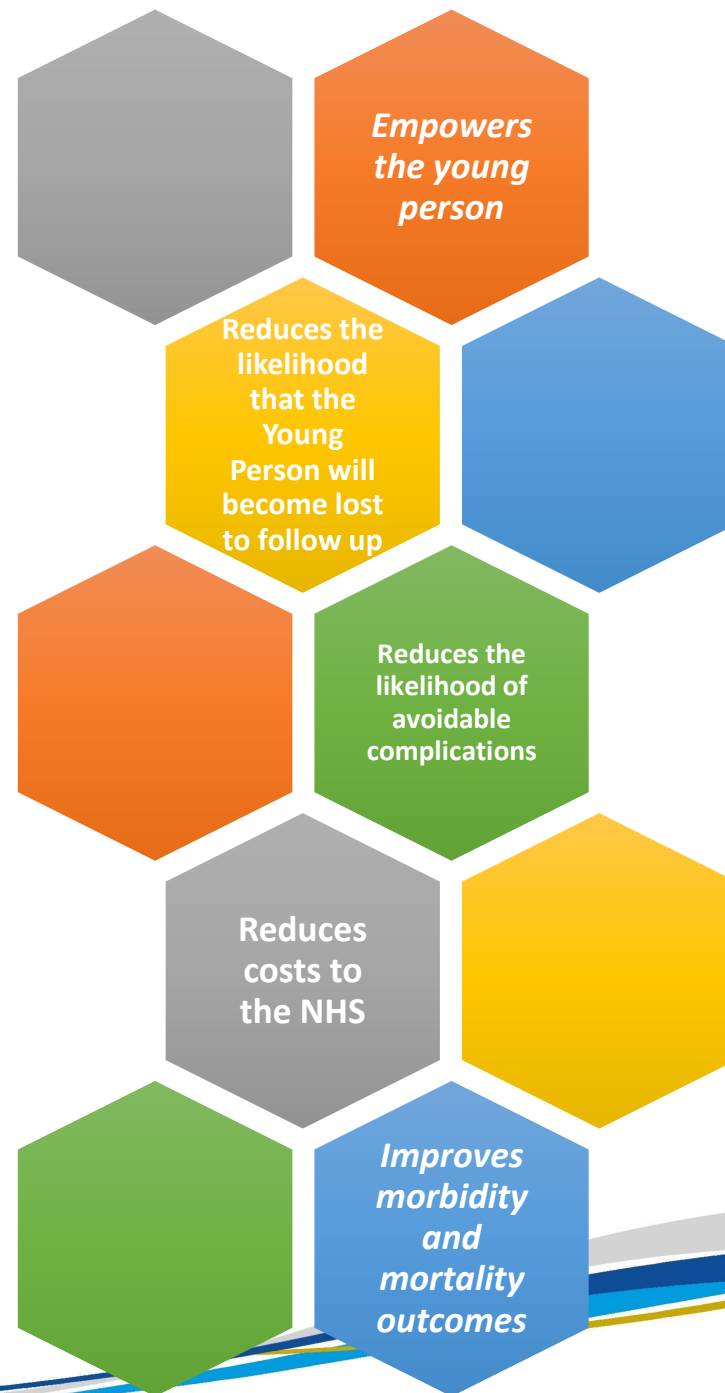 Empowers
the young
person
Reduces the
likelihood
that the
Young
Person will
become lost
to follow up
Reduces the
likelihood of
avoidable
complications
Reduces
costs to
the NHS
Improves
morbidity
and
mortality
outcomes